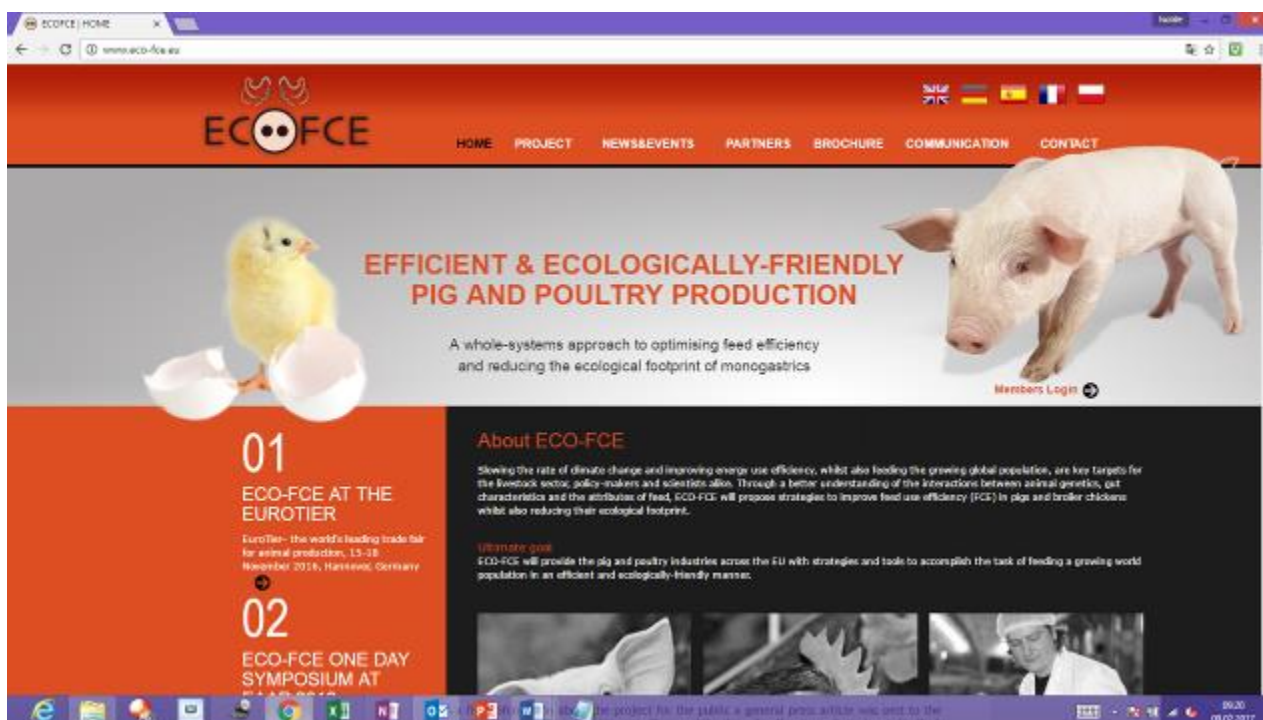 ECOFCE | HOME
www.eco-fce.eu
ECOFCE
HOME PROJECT NEWS&EVENTS PARTNERS BROCHURE COMMUNICATION CONTACT
EFFICIENT & ECOLOGICALLY-FRIENDLY
PIG AND POULTRY PRODUCTION
A whole-systems approach to optimising feed efficiency
and reducing the ecological footprint of monogastrics
Members Login
01
ECO-FCE AT THE
EUROTIER
EuroTier- the world's leading trade fair
for animal production, 15-18
November 2016, Hannover, Germany
02
ECO-FCE ONE DAY
SYMPOSIUM AT
About ECO-FCE
Slowing the rate of climate change and improving energy use efficiency, whilst also feeding the growing global population, are key targets for
the livestock sector, policy-makers and scientists alike. Through a better understanding of the interactions between animal genetics, gut
characteristics and the attributes of feed, ECO-FCE will propose strategies to improve feed use efficiency (FCE) in pigs and broiler chickens
whilst also reducing their ecological footprint.
Ultimate goal
ECO-FCE will provide the pig and poultry industries across the EU with strategies and tools to accomplish the task of feeding a growing world
population in an efficient and ecologically-friendly manner.
the project for the public a general press article was sent to the
09:20